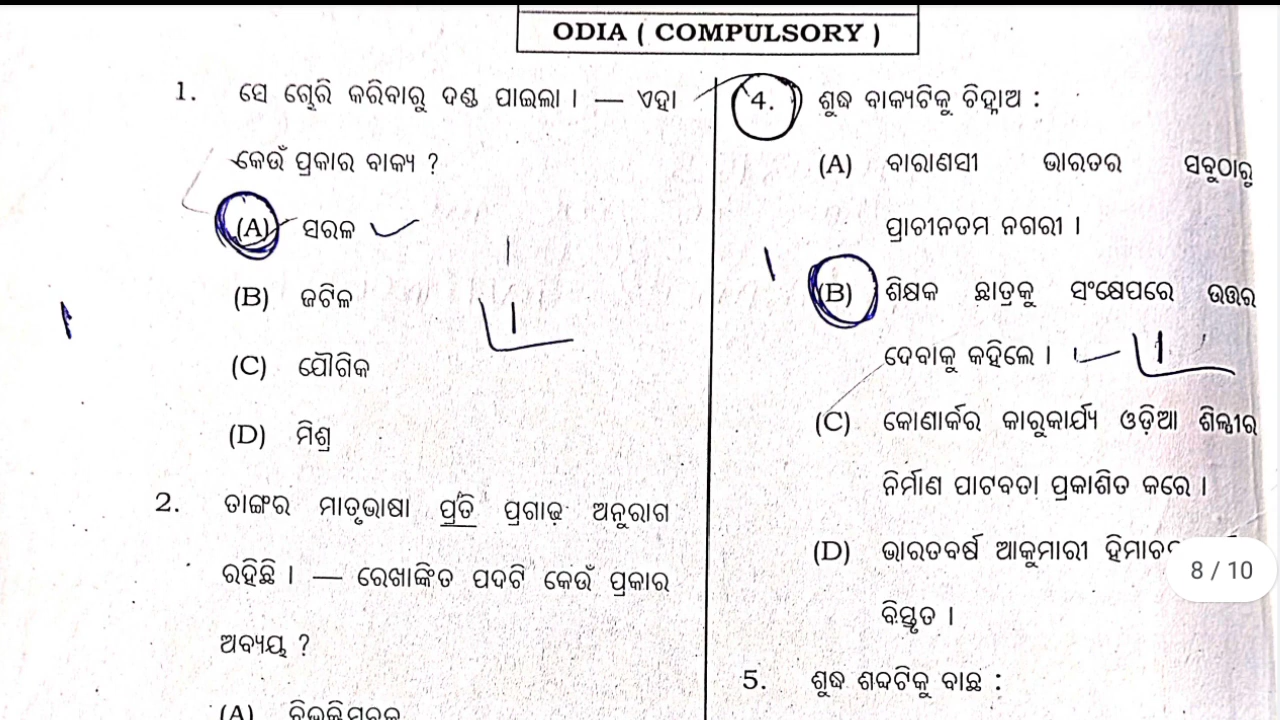 ODIA ( COMPULSORY )
1. ସେ ଚୋରି କରିବାରୁ ଦଣ୍ଡ ପାଇଲା । — ଏହା
କେଉଁ ପ୍ରକାର ବାକ୍ୟ ?
(A) ସରଳ
(B) ଜଟିଳ
(C) ଯୌଗିକ
(D) ମିଶ୍ର
2. ତାଙ୍କର ମାତୃଭାଷା ପ୍ରତି ପ୍ରଗାଢ଼ ଅନୁରାଗ
ରହିଛି । — ରେଖାଙ୍କିତ ପଦଟି କେଉଁ ପ୍ରକାର
ଅବ୍ୟୟ ?
(A)
4. ଶୁଦ୍ଧ ବାକ୍ୟଟିକୁ ଚିହ୍ନାଅ :
(A) ବାରାଣସୀ ଭାରତର ସବୁଠାରୁ
ପ୍ରାଚୀନତମ ନଗରୀ ।
(B) ଶିକ୍ଷକ ଛାତ୍ରକୁ ସଂକ୍ଷେପରେ ଉତ୍ତର
ଦେବାକୁ କହିଲେ ।
(C) କୋଣାର୍କର କାରୁକାର୍ଯ୍ୟ ଓଡ଼ିଆ ଶିଳ୍ପୀର
ନିର୍ମାଣ ପାଟବତା ପ୍ରକାଶିତ କରେ ।
(D) ଭାରତବର୍ଷ ଆକୁମାରୀ
ବିସ୍ତୃତ ।
8 / 10
5. ଶୁଦ୍ଧ ଶବ୍ଦଟିକୁ ବାଛ :